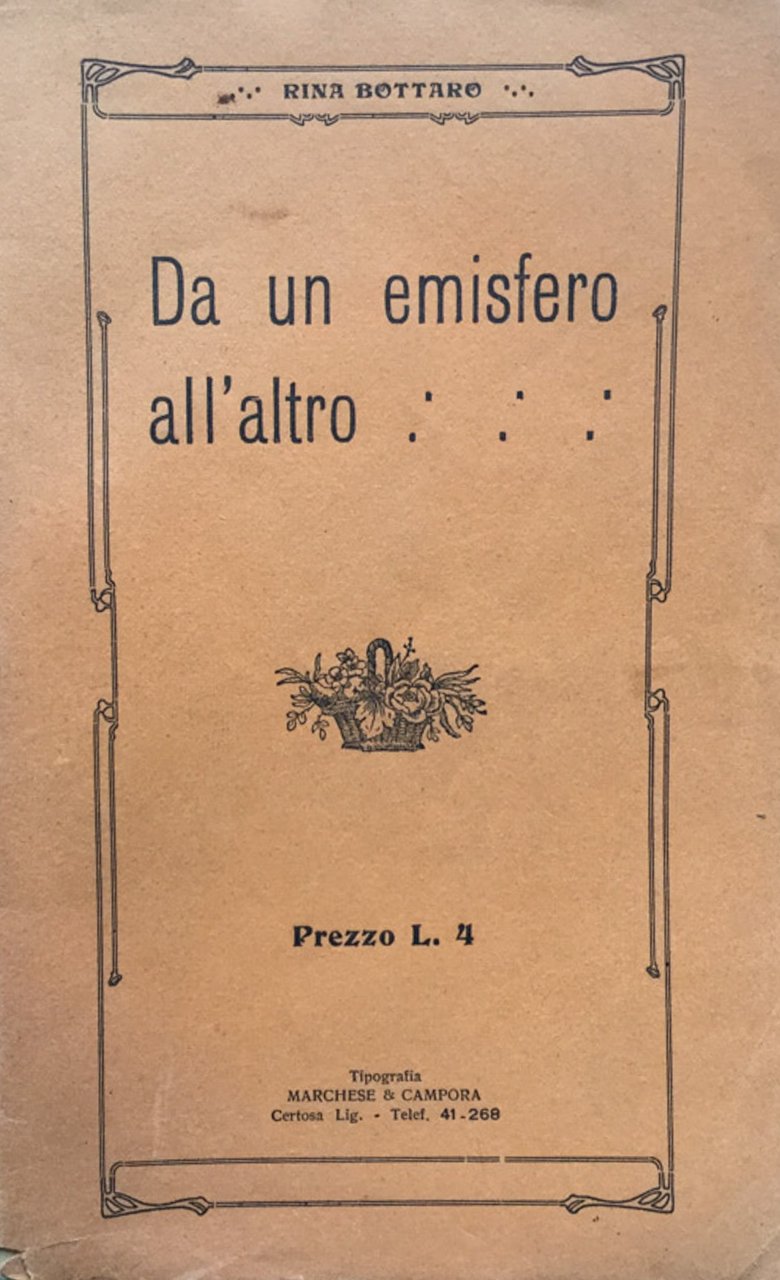 RINA BOTTARO
Da un emisfero
all'altro
Prezzo L. 4
Tipografia
MARCHESE & CAMPORA
Certosa Lig. - Telef. 41-268